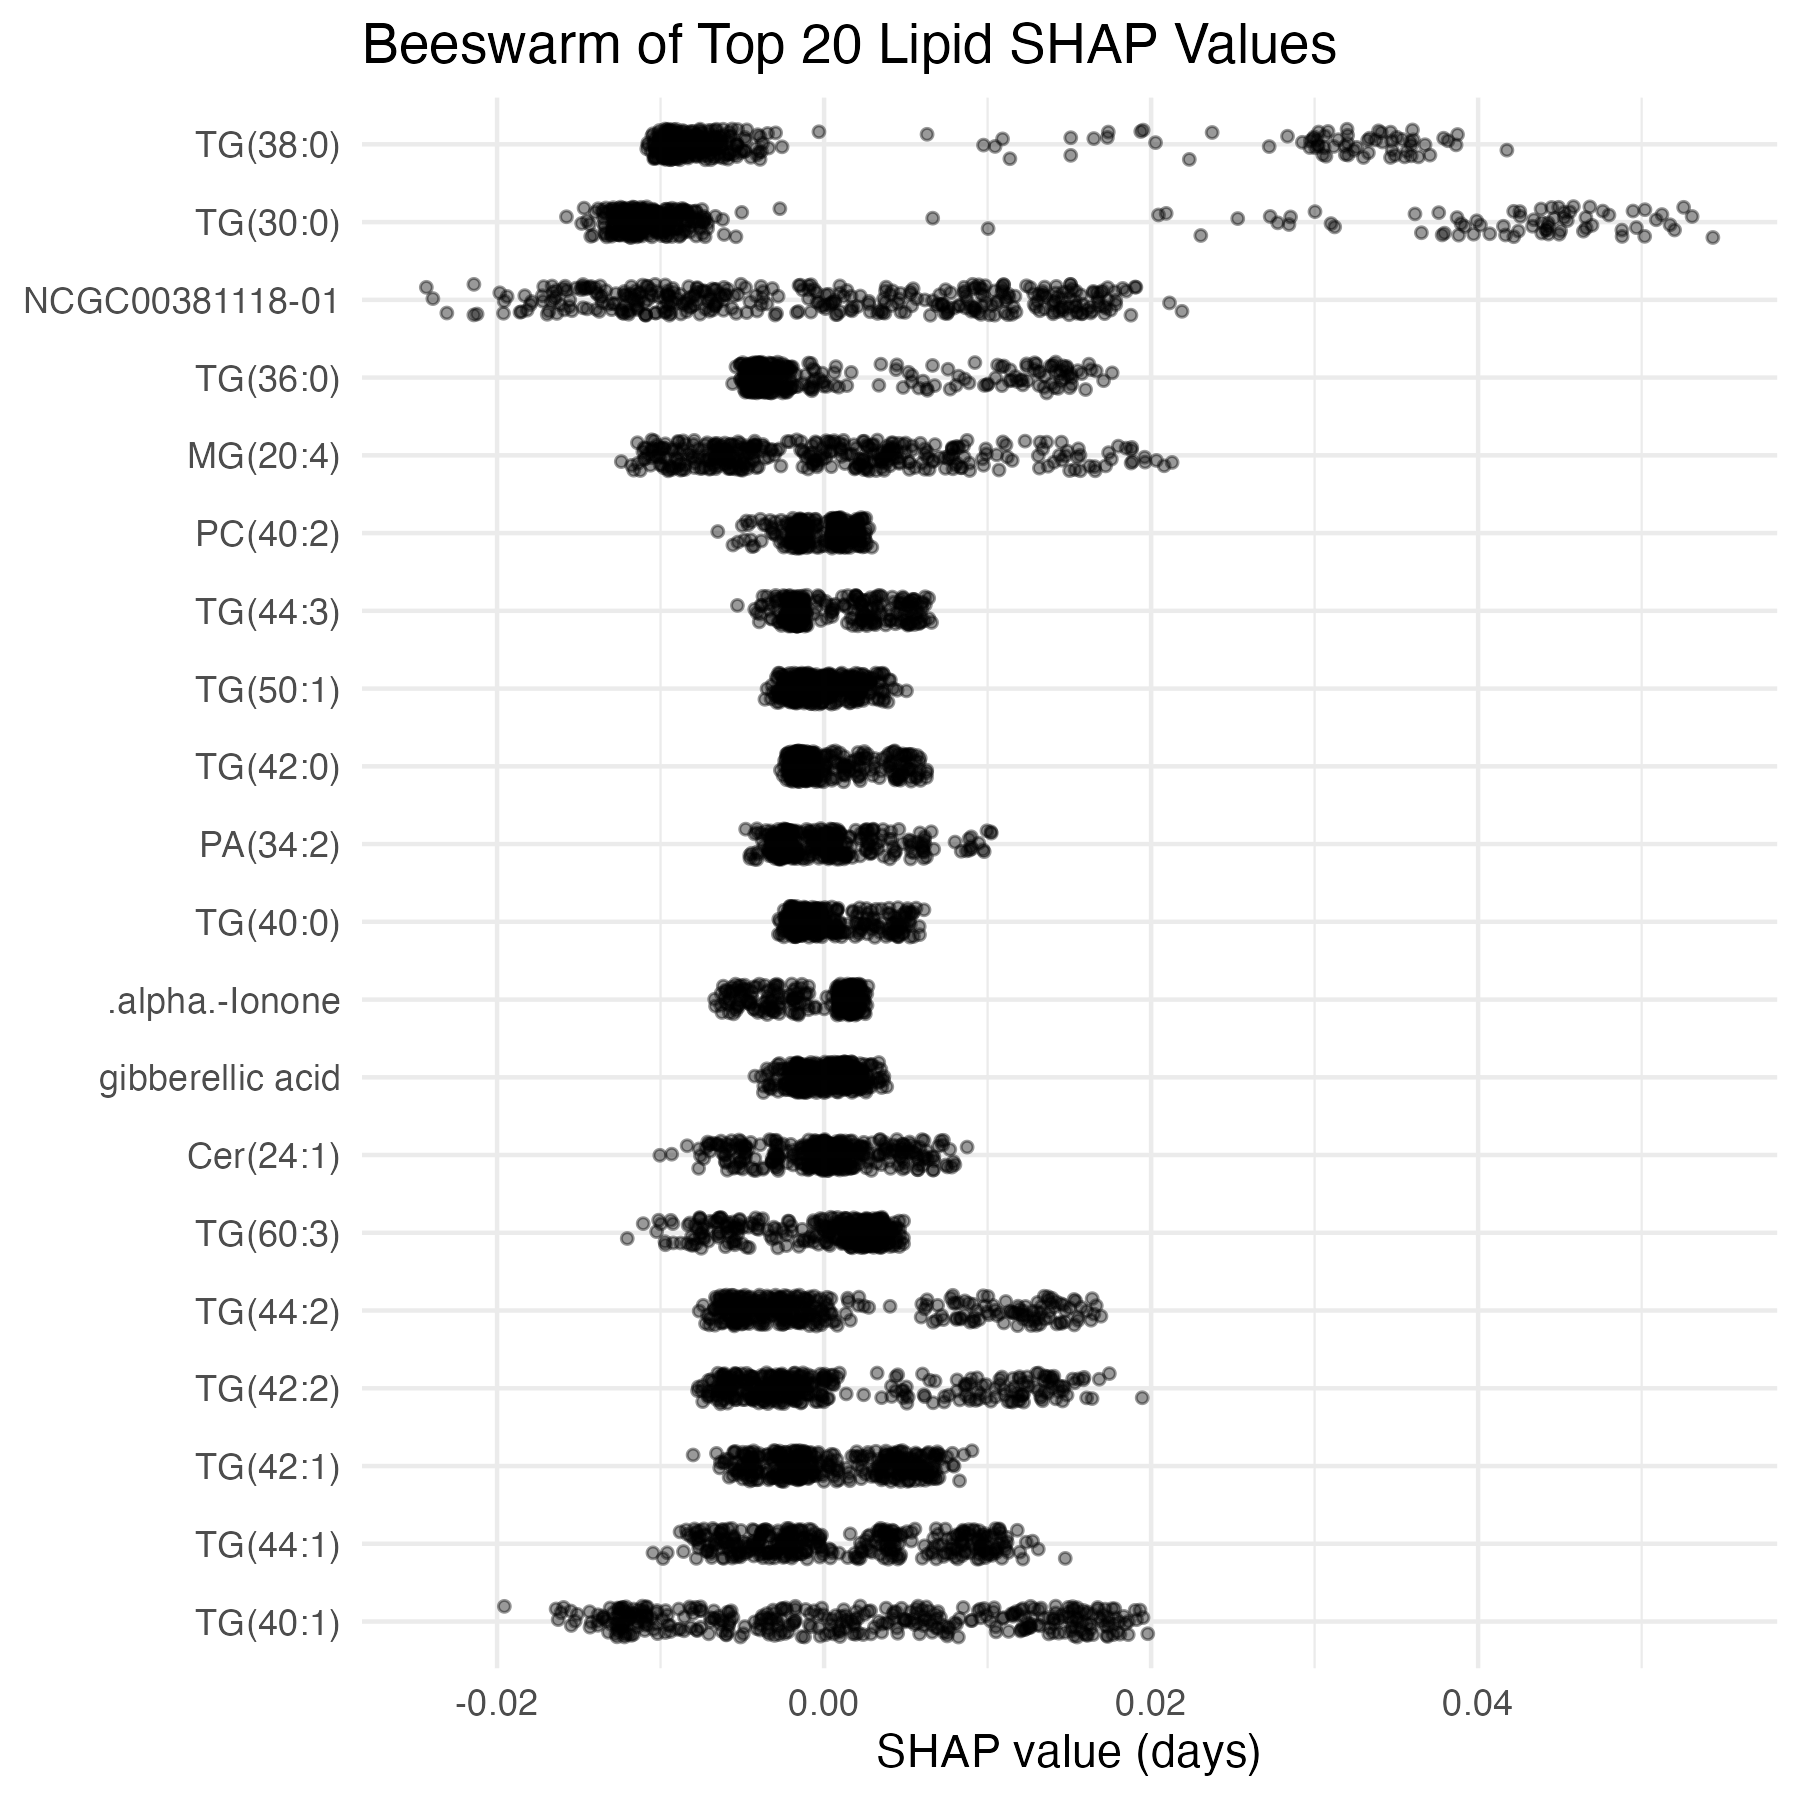 Beeswarm of Top 20 Lipid SHAP Values
TG(38:0)
TG(30:0)
NCGC00381118-01
TG(36:0)
MG(20:4)
PC(40:2)
TG(44:3)
TG(50:1)
TG(42:0)
PA(34:2)
TG(40:0)
.alpha.-Ionone
gibberellic acid
Cer(24:1)
TG(60:3)
TG(44:2)
TG(42:2)
TG(42:1)
TG(44:1)
TG(40:1)
-0.02 0.00 0.02 0.04
SHAP value (days)